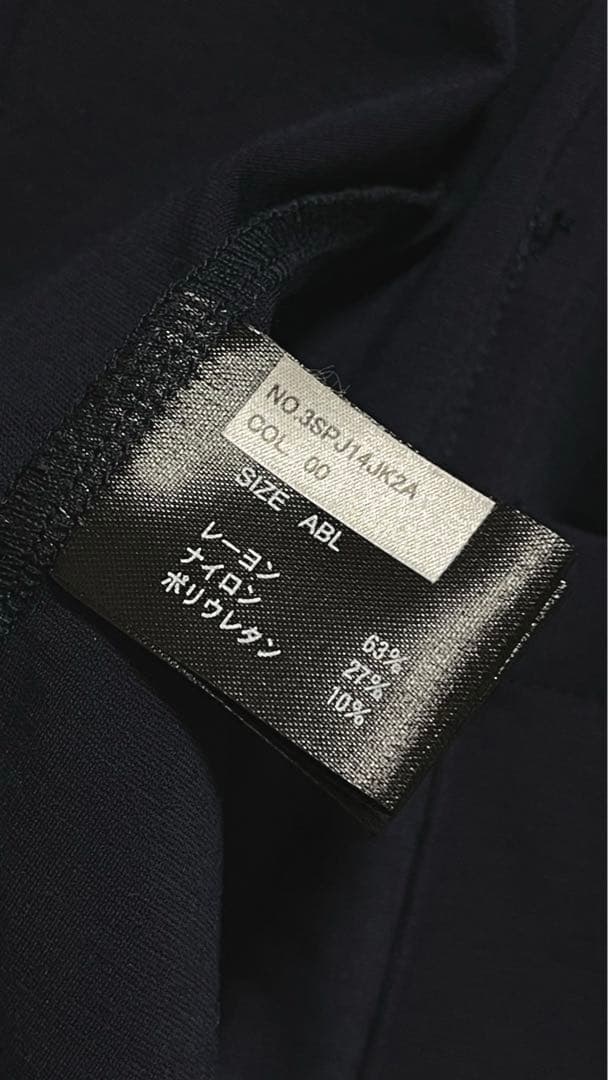 NO.3SPJ14JK2A
COL 00
SIZE ABL
レーヨン 63%
ナイロン 27%
ポリウレタン 10%